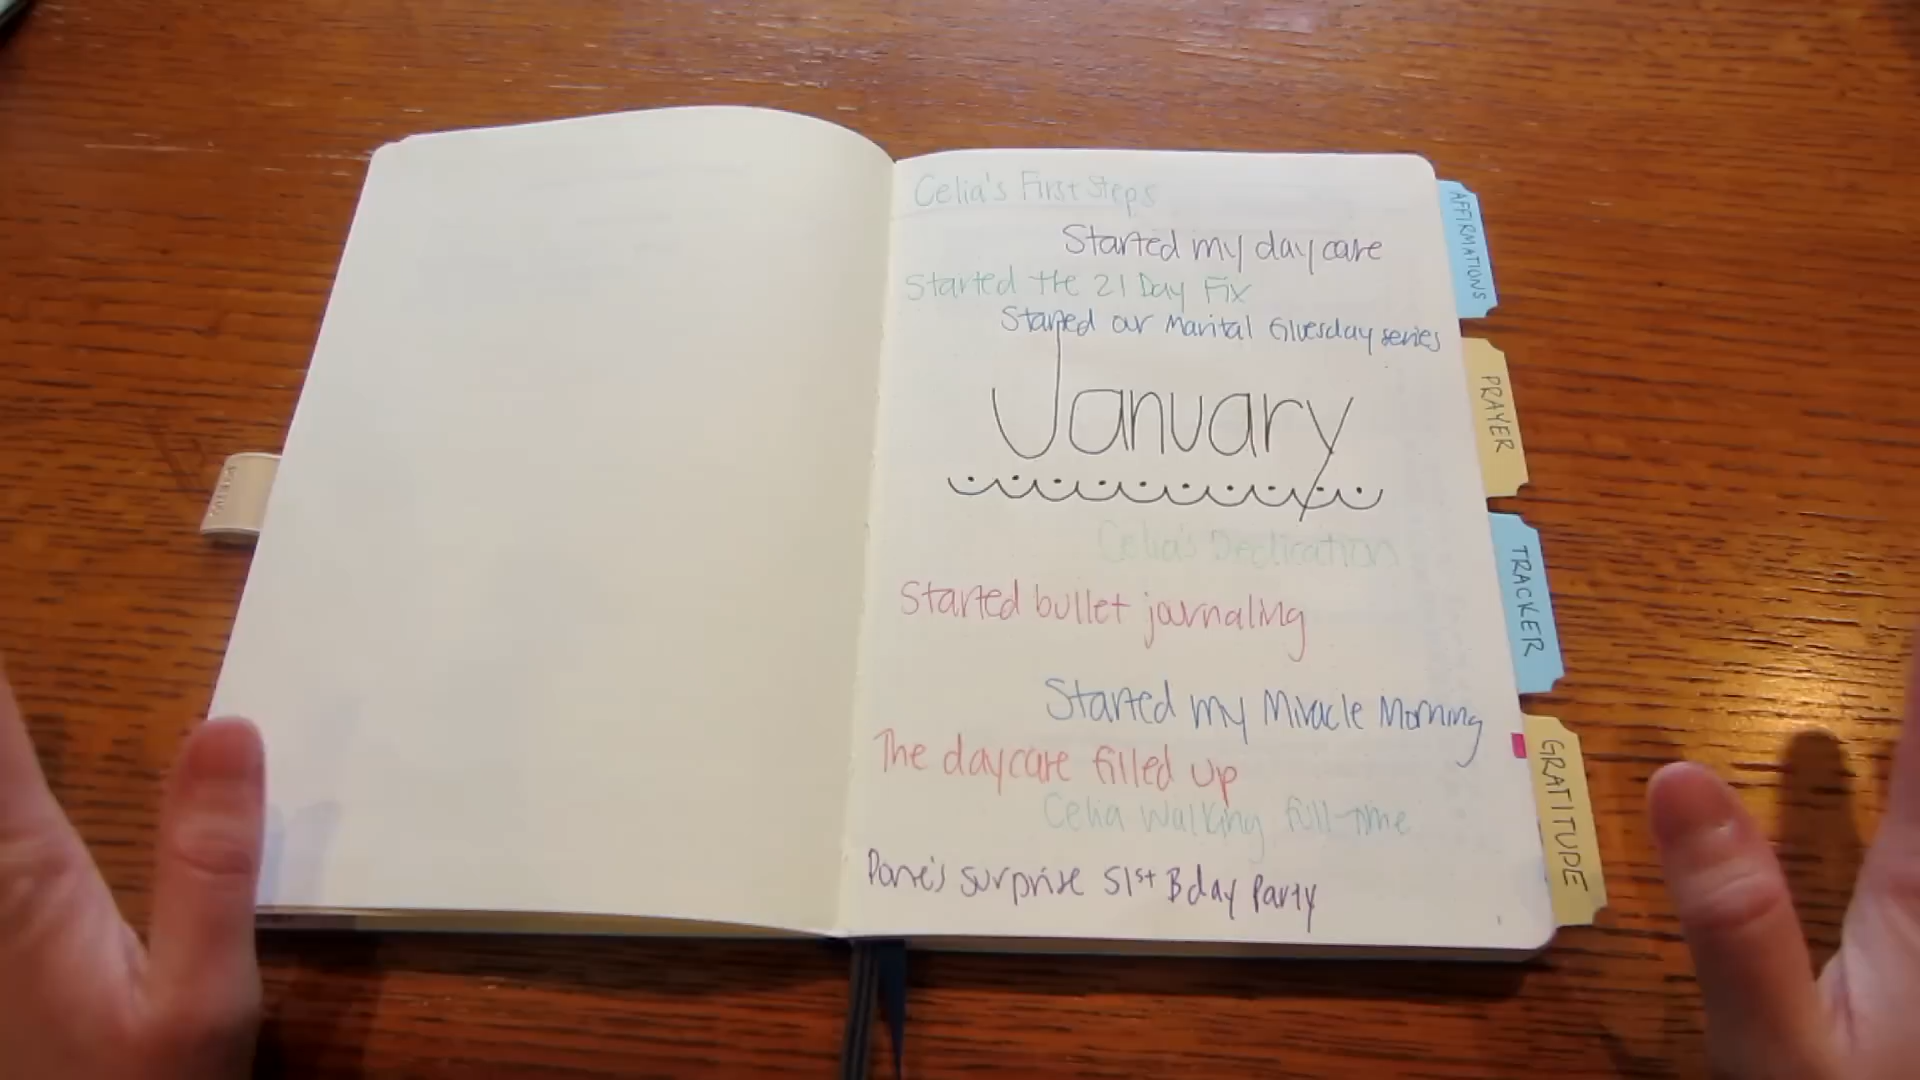 Celia's First Steps
Started my day care
Started the 21 Day Fix
Started our Marital Gluesday series
January
Celia's Dedication
Started bullet journaling
Started my Miracle Morning
The daycare filled up
Celia walking full-time
surprise 51st Bday Party
AFFIRMATIONS
PRAYER
TRACKER
GRATITUDE